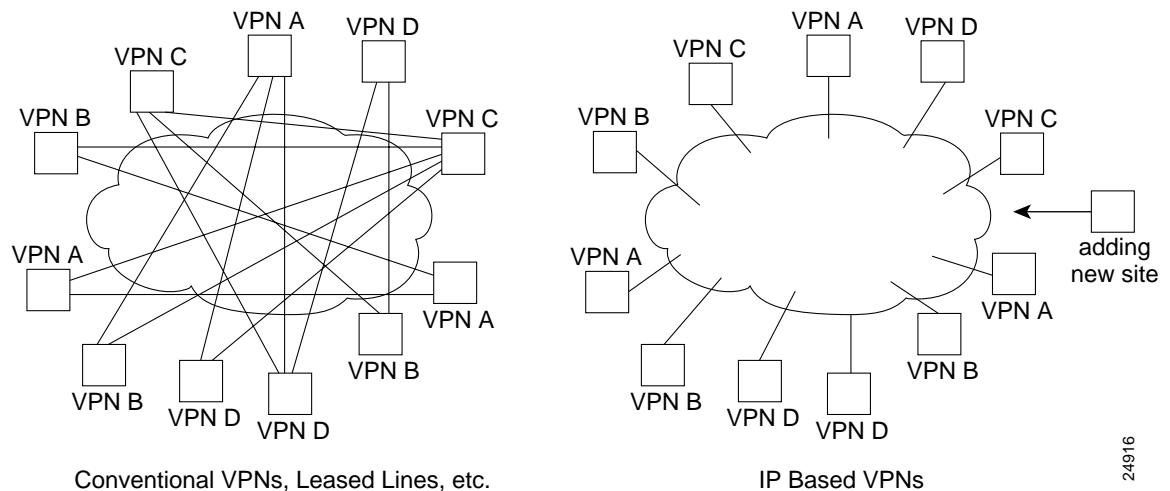 VPN A
VPN D
VPN C
VPN B
VPN C
VPN A
VPN A
VPN B
VPN B
VPN D
VPN D
Conventional VPNs, Leased Lines, etc.
VPN A
VPN D
VPN C
VPN B
VPN C
adding
new site
VPN A
VPN A
VPN B
VPN B
VPN D
VPN D
IP Based VPNs
24916